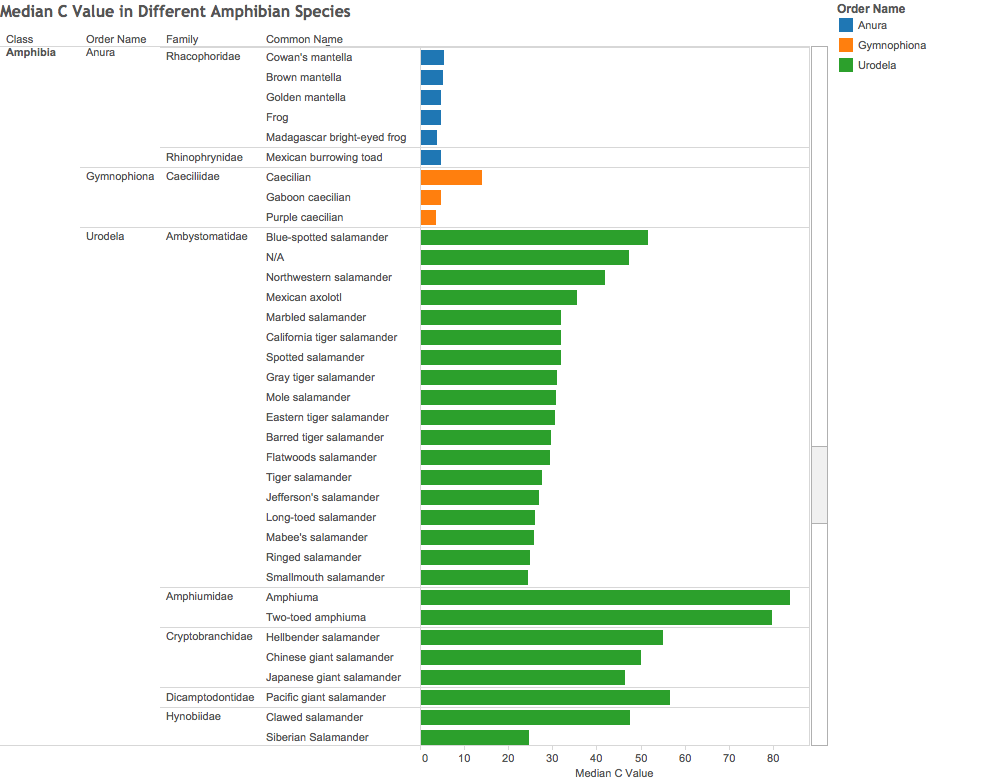 Median C Value in Different Amphibian Species
Order Name
Anura
Gymnophiona
Urodela
Class Order Name Family Common Name
Amphibia Anura Rhacophoridae Cowan's mantella
Brown mantella
Golden mantella
Frog
Madagascar bright-eyed frog
Rhinophrynidae Mexican burrowing toad
Gymnophiona Caeciliidae Caecilian
Gaboon caecilian
Purple caecilian
Urodela Ambystomatidae Blue-spotted salamander
N/A
Northwestern salamander
Mexican axolotl
Marbled salamander
California tiger salamander
Spotted salamander
Gray tiger salamander
Mole salamander
Eastern tiger salamander
Barred tiger salamander
Flatwoods salamander
Tiger salamander
Jefferson's salamander
Long-toed salamander
Mabee's salamander
Ringed salamander
Smallmouth salamander
Amphiumidae Amphiuma
Two-toed amphiuma
Cryptobranchidae Hellbender salamander
Chinese giant salamander
Japanese giant salamander
Dicamptodontidae Pacific giant salamander
Hynobiidae Clawed salamander
Siberian Salamander
0 10 20 30 40 50 60 70 80
Median C Value